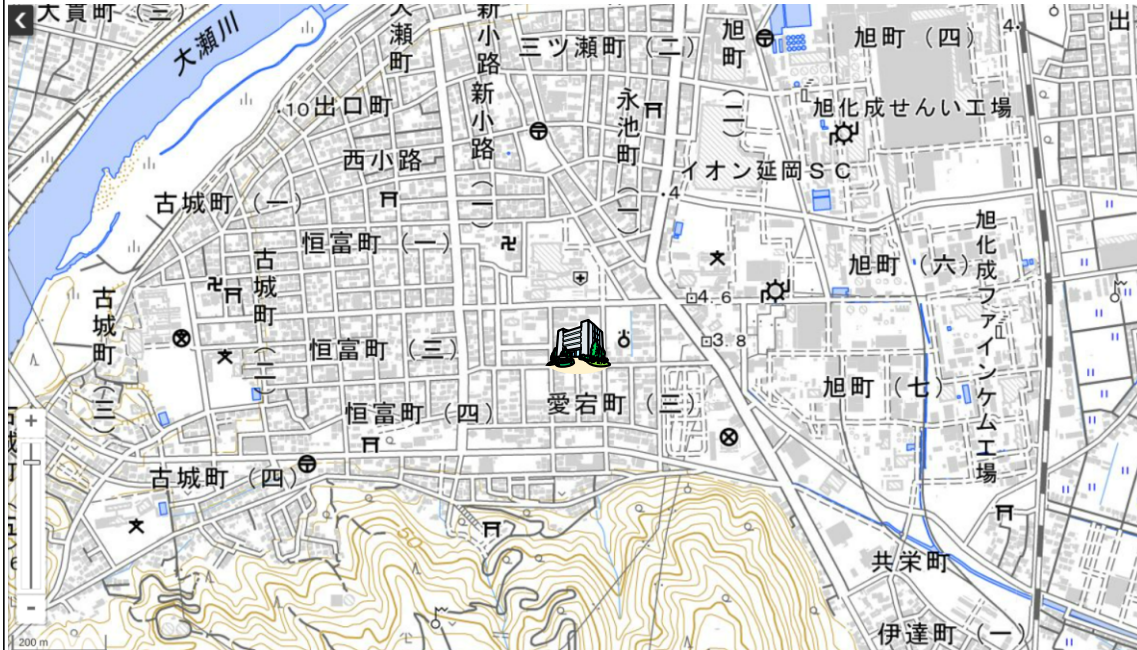 大貫町（三）
大瀬川
大瀬町
新小路
新小路（一）
三ツ瀬町（二）
旭町（二）
旭町（四）
4
出
10
出口町
永池町（一）
旭化成せんい工場
西小路
イオン延岡SC
4
古城町（一）
恒富町（一）
旭化成ファインケム工場
旭町（六）
古城町（二）
古城町（三）
4.6
恒富町（三）
3.8
旭町（七）
恒富町（四）
愛宕町（三）
古城町（四）
50
共栄町
伊達町（一）
+
-
200 m